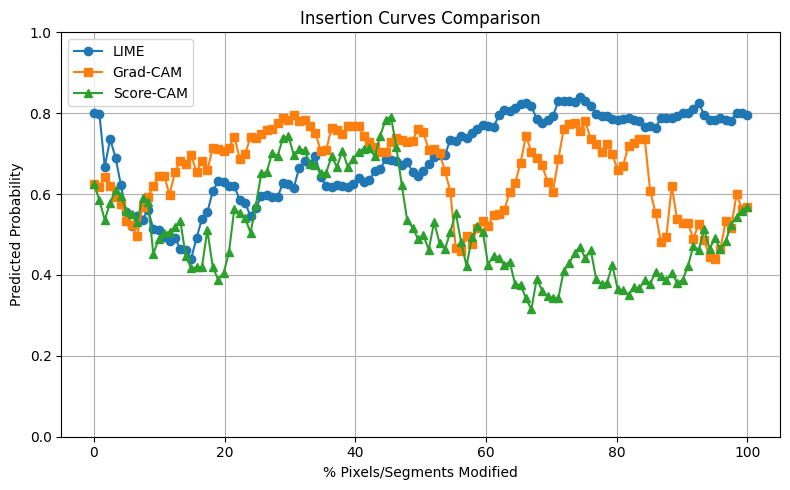 Insertion Curves Comparison
LIME
Grad-CAM
Score-CAM
Predicted Probability
1.0
0.8
0.6
0.4
0.2
0.0
0 20 40 60 80 100
% Pixels/Segments Modified